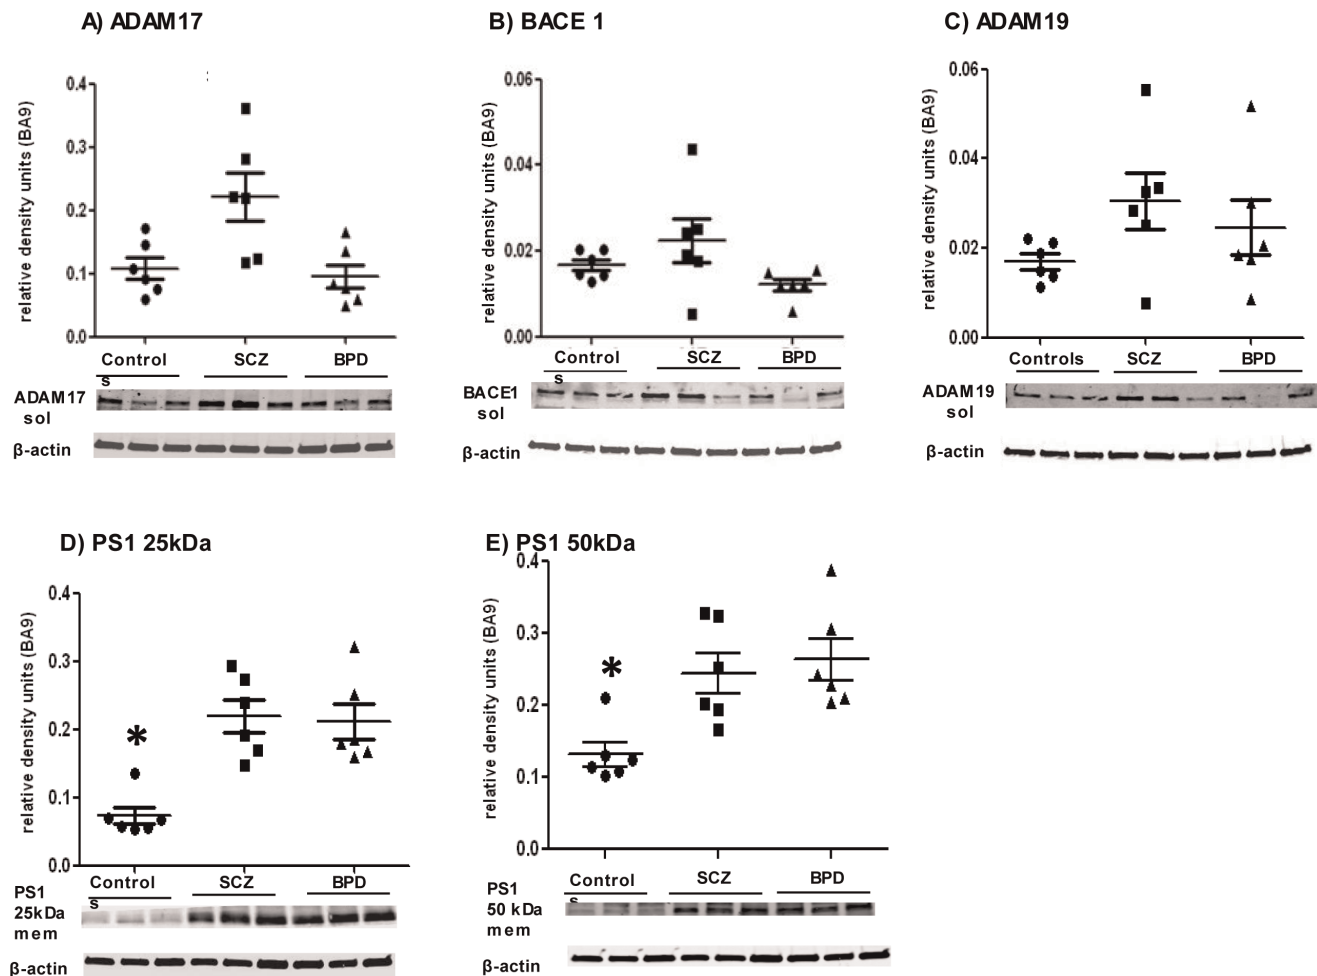 A) ADAM17
B) BACE 1
C) ADAM19
relative density units (BA9)
0.4
0.3
0.2
0.1
0.0
Control
s
SCZ
BPD
ADAM17
sol
β-actin
relative density units (BA9)
0.06
0.04
0.02
0.00
Control
s
SCZ
BPD
BACE1
sol
β-actin
relative density units (BA9)
0.06
0.04
0.02
0.00
Controls
SCZ
BPD
ADAM19
sol
β-actin
D) PS1 25kDa
E) PS1 50kDa
relative density units (BA9)
0.4
0.3
0.2
0.1
0.0
*
Control
s
SCZ
BPD
PS1
25kDa
mem
β-actin
relative density units (BA9)
0.4
0.3
0.2
0.1
0.0
*
Control
s
SCZ
BPD
PS1
50 kDa
mem
β-actin